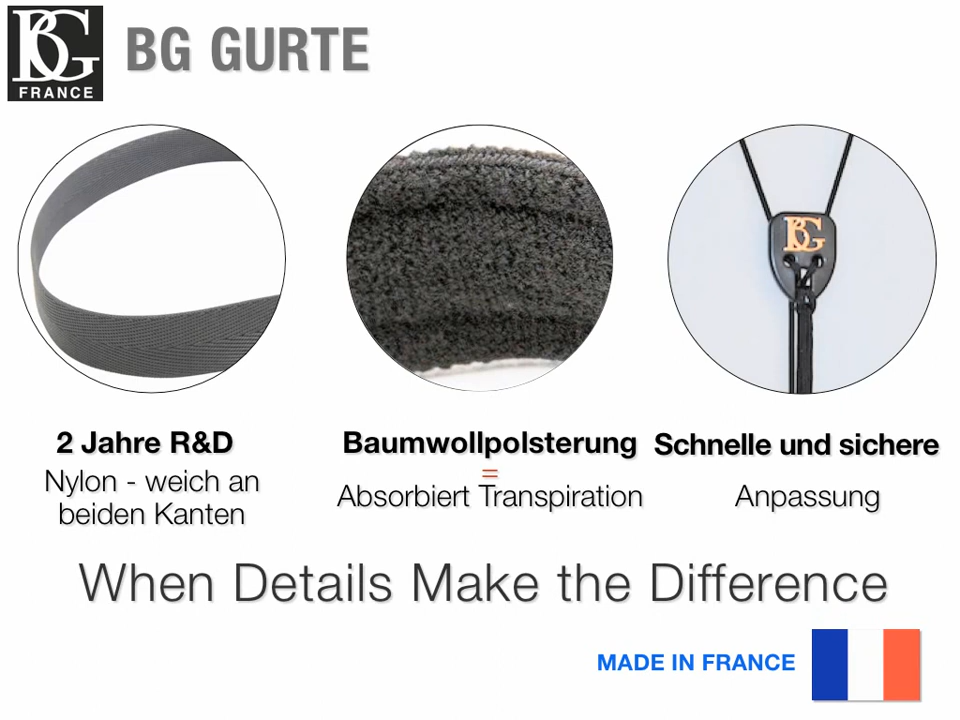 BG
FRANCE
BG GURTE
BG
2 Jahre R&D
Nylon - weich an
beiden Kanten
Baumwollpolsterung
=
Absorbiert Transpiration
Schnelle und sichere
Anpassung
When Details Make the Difference
MADE IN FRANCE